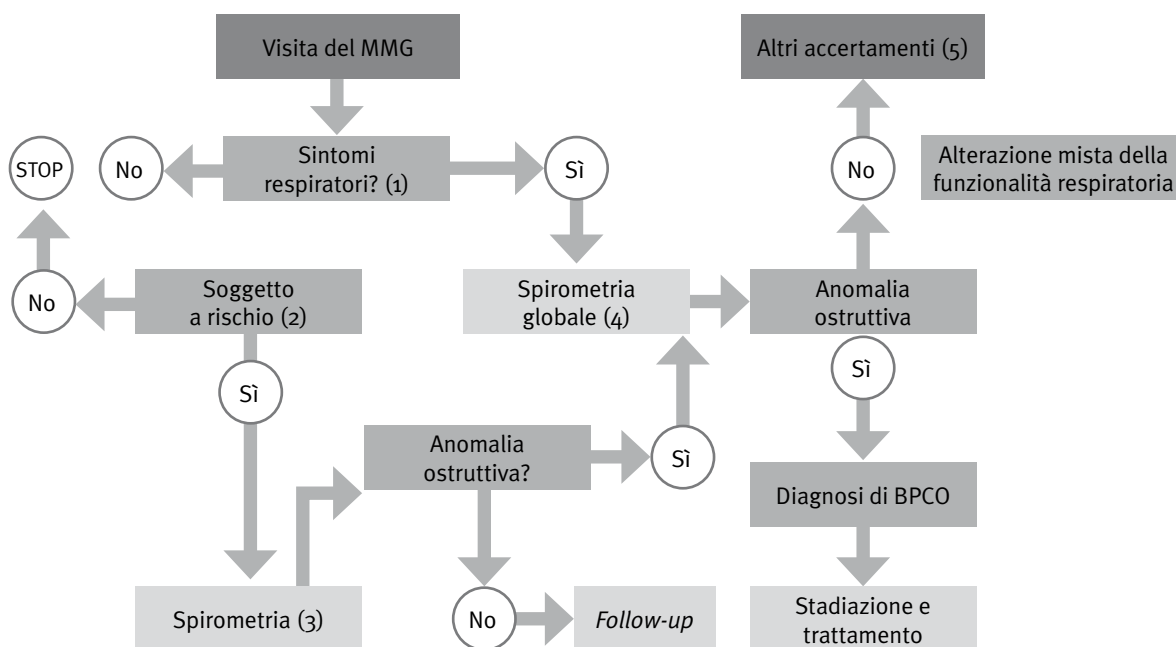 Visita del MMG
Altri accertamenti (5)
STOP
No
Sintomi
respiratori? (1)
Sì
No
Alterazione mista della
funzionalità respiratoria
No
Soggetto
a rischio (2)
Spirometria
globale (4)
Anomalia
ostruttiva
Sì
Sì
Anomalia
ostruttiva?
Sì
Diagnosi di BPCO
Spirometria (3)
No
Follow-up
Stadiazione e
trattamento